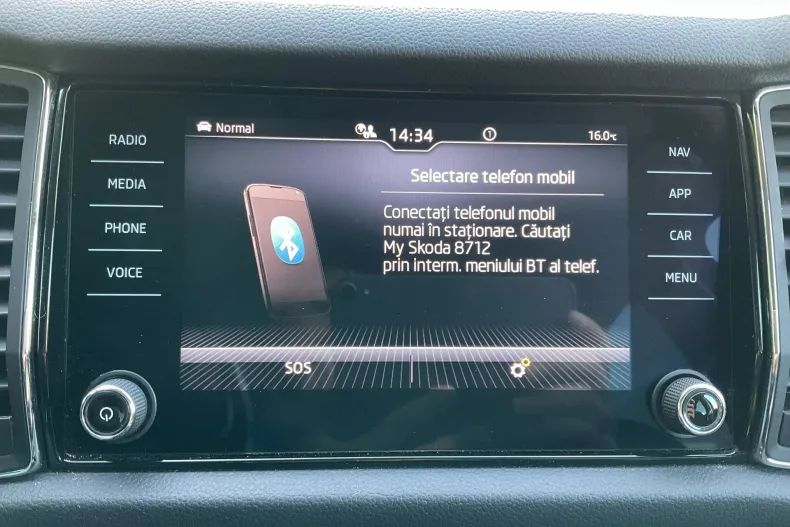 RADIO
MEDIA
PHONE
VOICE
Normal
14:34
1
16.0°C
Selectare telefon mobil
Conectați telefonul mobil
numai în staționare. Căutați
My Skoda 8712
prin interm. meniului BT al telef.
SOS
NAV
APP
CAR
MENU